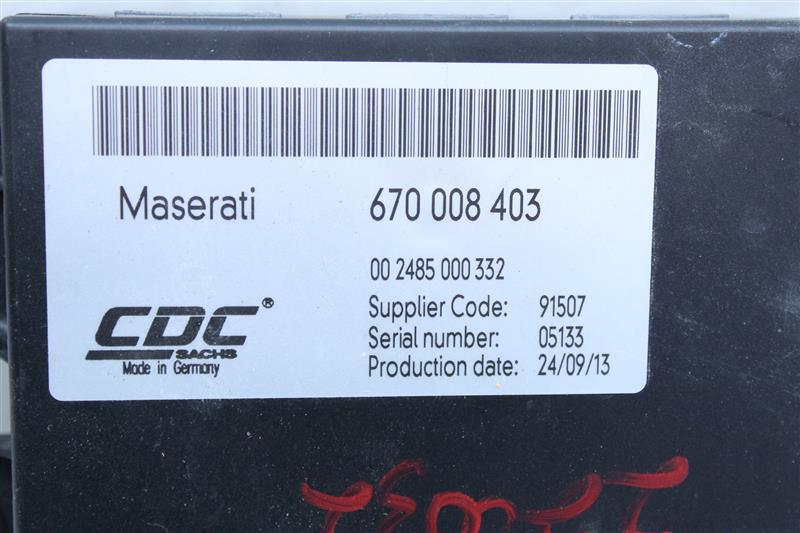 Maserati 670 008 403
00 2485 000 332
CDC®
SACHS
Made in Germany
Supplier Code: 91507
Serial number: 05133
Production date: 24/09/13